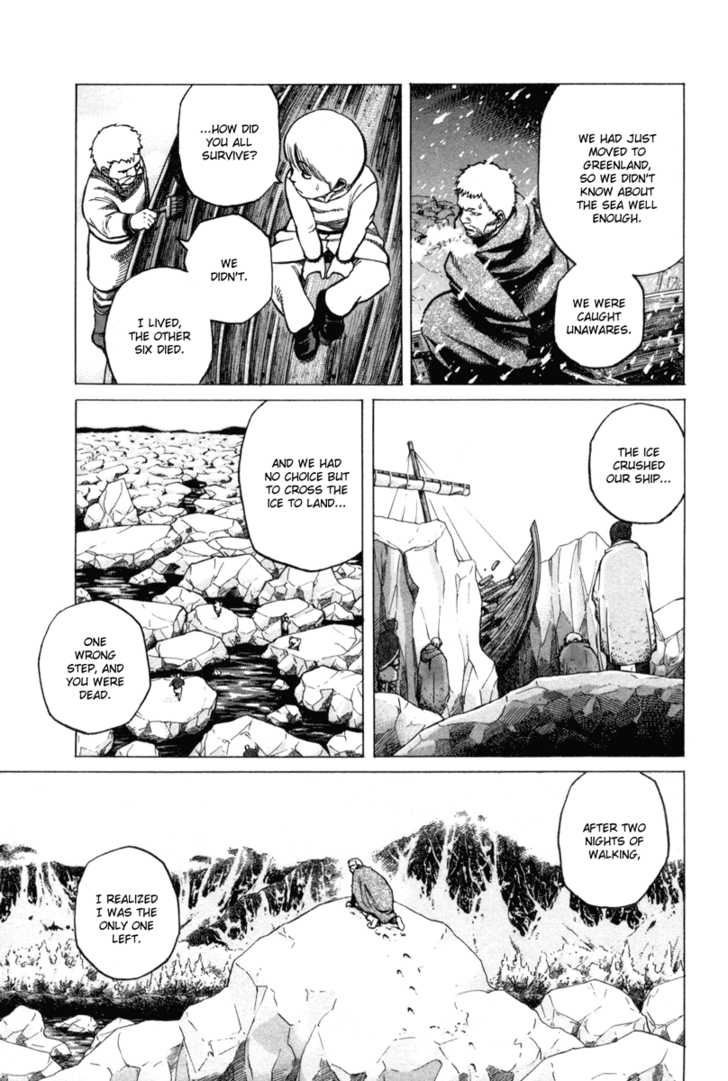 WE HAD JUST
MOVED TO
GREENLAND,
SO WE DIDN'T
KNOW ABOUT
THE SEA WELL
ENOUGH.
WE WERE
CAUGHT
UNAWARES.
...HOW DID
YOU ALL
SURVIVE?
WE
DIDN'T.
I LIVED,
THE OTHER
SIX DIED.
THE ICE
CRUSHED
OUR SHIP...
AND WE HAD
NO CHOICE BUT
TO CROSS THE
ICE TO LAND...
ONE
WRONG
STEP, AND
YOU WERE
DEAD.
AFTER TWO
NIGHTS OF
WALKING,
I REALIZED
I WAS THE
ONLY ONE
LEFT.